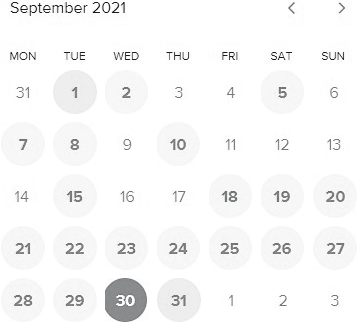 September 2021
MON TUE WED THU FRI SAT SUN
31 1 2 3 4 5 6
7 8 9 10 11 12 13
14 15 16 17 18 19 20
21 22 23 24 25 26 27
28 29 30 31 1 2 3